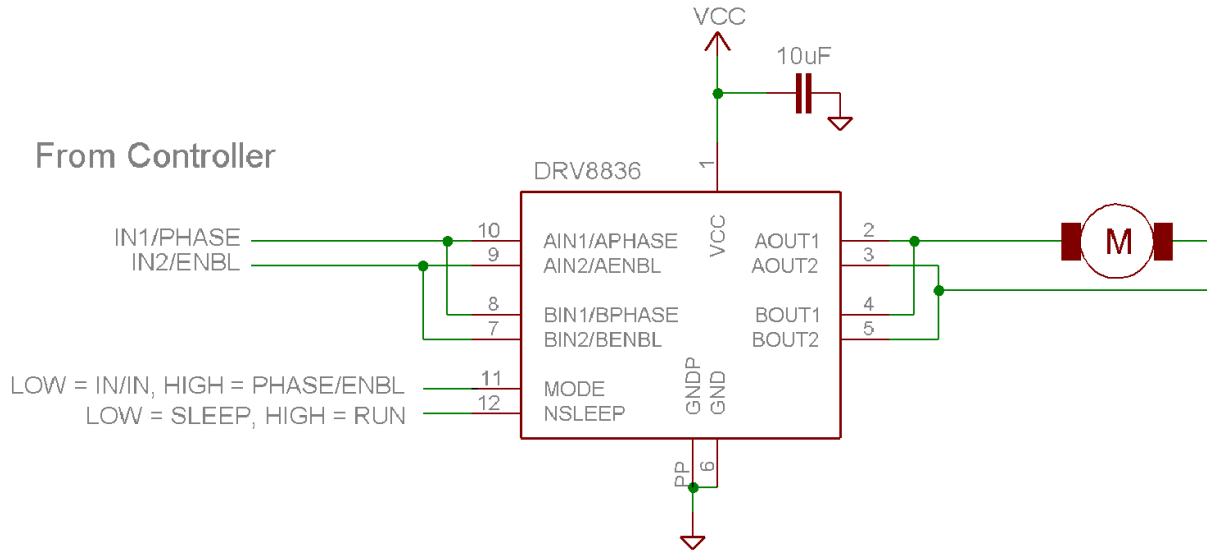 VCC
10uF
From Controller
DRV8836
1
IN1/PHASE
IN2/ENBL
10
9
8
7
11
12
AIN1/APHASE
AIN2/AENBL
BIN1/BPHASE
BIN2/BENBL
MODE
NSLEEP
VCC
AOUT1
AOUT2
BOUT1
BOUT2
2
3
4
5
M
LOW = IN/IN, HIGH = PHASE/ENBL
LOW = SLEEP, HIGH = RUN
GNDP
GND
PP
6